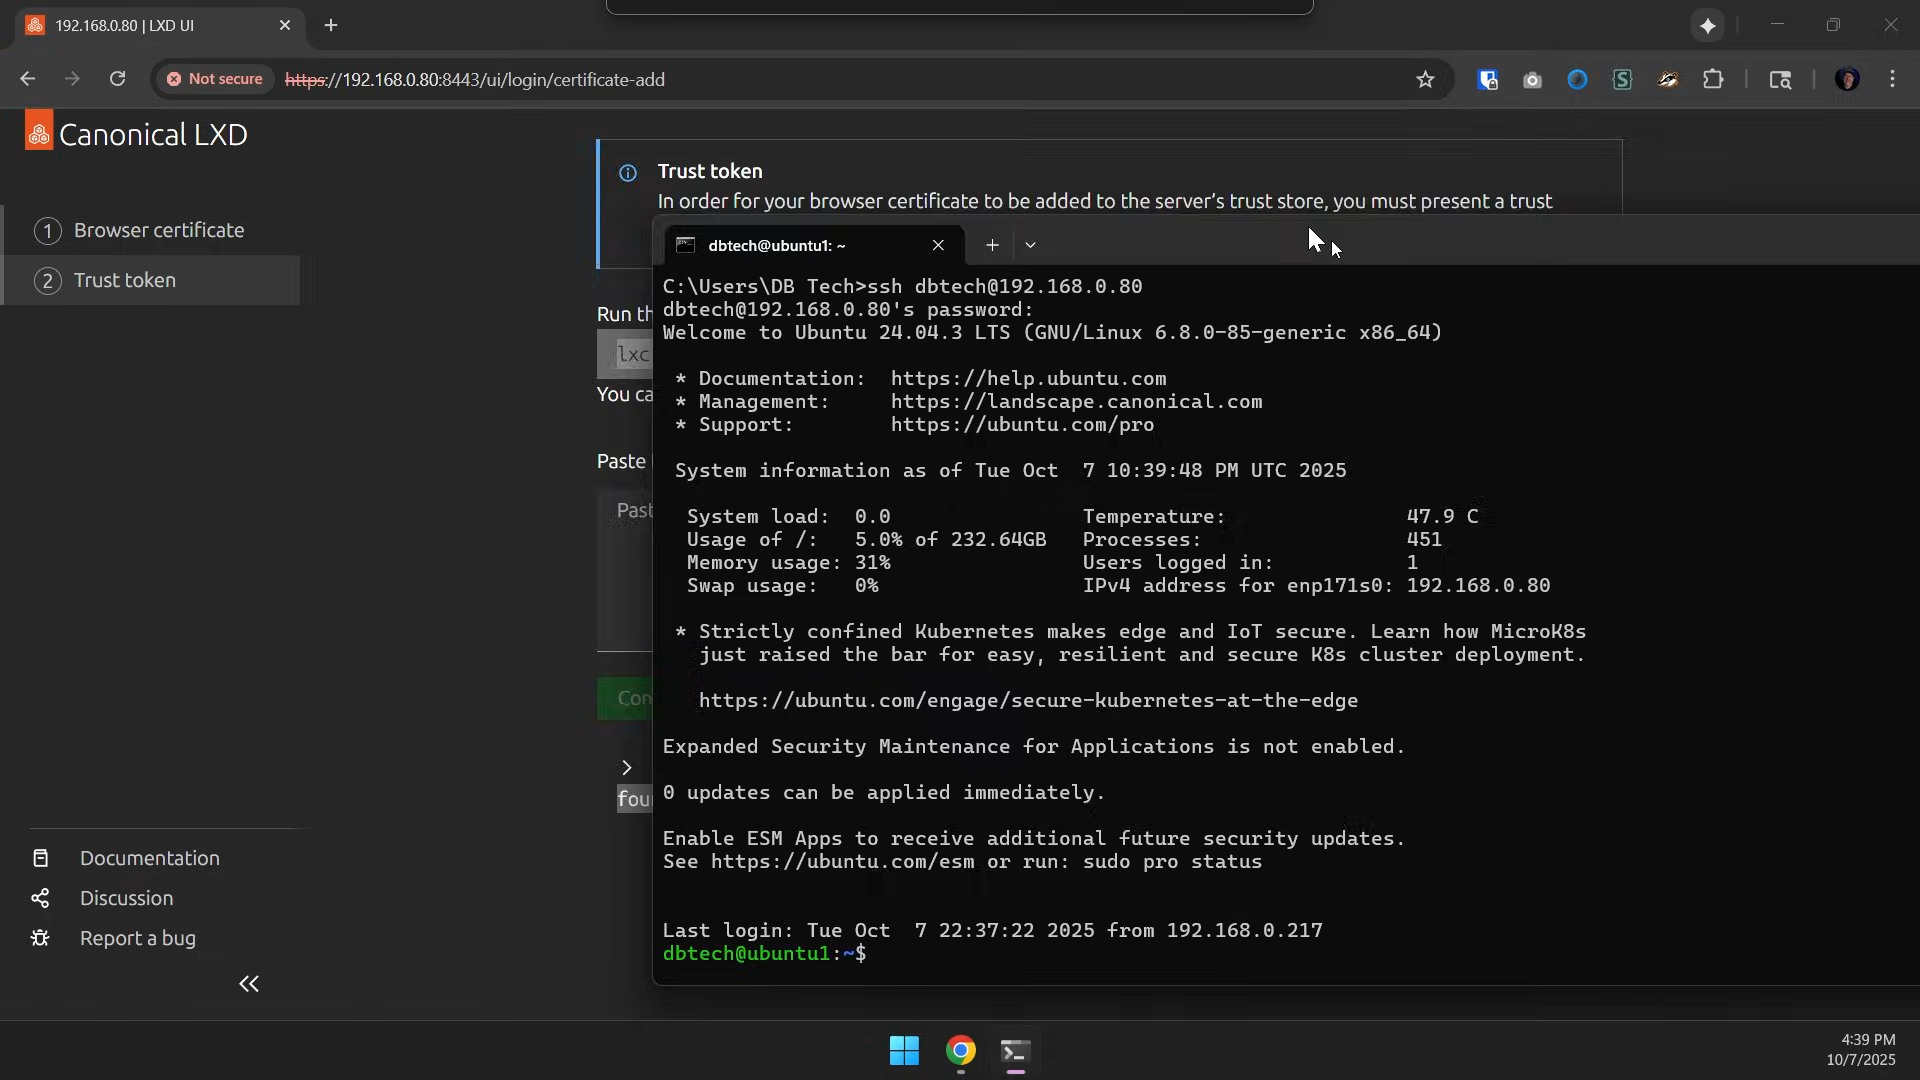 192.168.0.80 | LXD UI
Not secure
https://192.168.0.80:8443/ui/login/certificate-add
Canonical LXD
1 Browser certificate
2 Trust token
Trust token
In order for your browser certificate to be added to the server's trust store, you must present a trust
Run th
lxc
You ca
Paste
Past
Con
fou
dbtech@ubuntu1: ~
C:\Users\DB Tech>ssh dbtech@192.168.0.80
dbtech@192.168.0.80's password:
Welcome to Ubuntu 24.04.3 LTS (GNU/Linux 6.8.0-85-generic x86_64)
* Documentation: https://help.ubuntu.com
* Management: https://landscape.canonical.com
* Support: https://ubuntu.com/pro
System information as of Tue Oct 7 10:39:48 PM UTC 2025
System load: 0.0 Temperature: 47.9 C
Usage of /: 5.0% of 232.64GB Processes: 451
Memory usage: 31% Users logged in: 1
Swap usage: 0% IPv4 address for enp171s0: 192.168.0.80
* Strictly confined Kubernetes makes edge and IoT secure. Learn how MicroK8s
just raised the bar for easy, resilient and secure K8s cluster deployment.
https://ubuntu.com/engage/secure-kubernetes-at-the-edge
Expanded Security Maintenance for Applications is not enabled.
0 updates can be applied immediately.
Enable ESM Apps to receive additional future security updates.
See https://ubuntu.com/esm or run: sudo pro status
Last login: Tue Oct 7 22:37:22 2025 from 192.168.0.217
dbtech@ubuntu1:~$
Documentation
Discussion
Report a bug
4:39 PM
10/7/2025